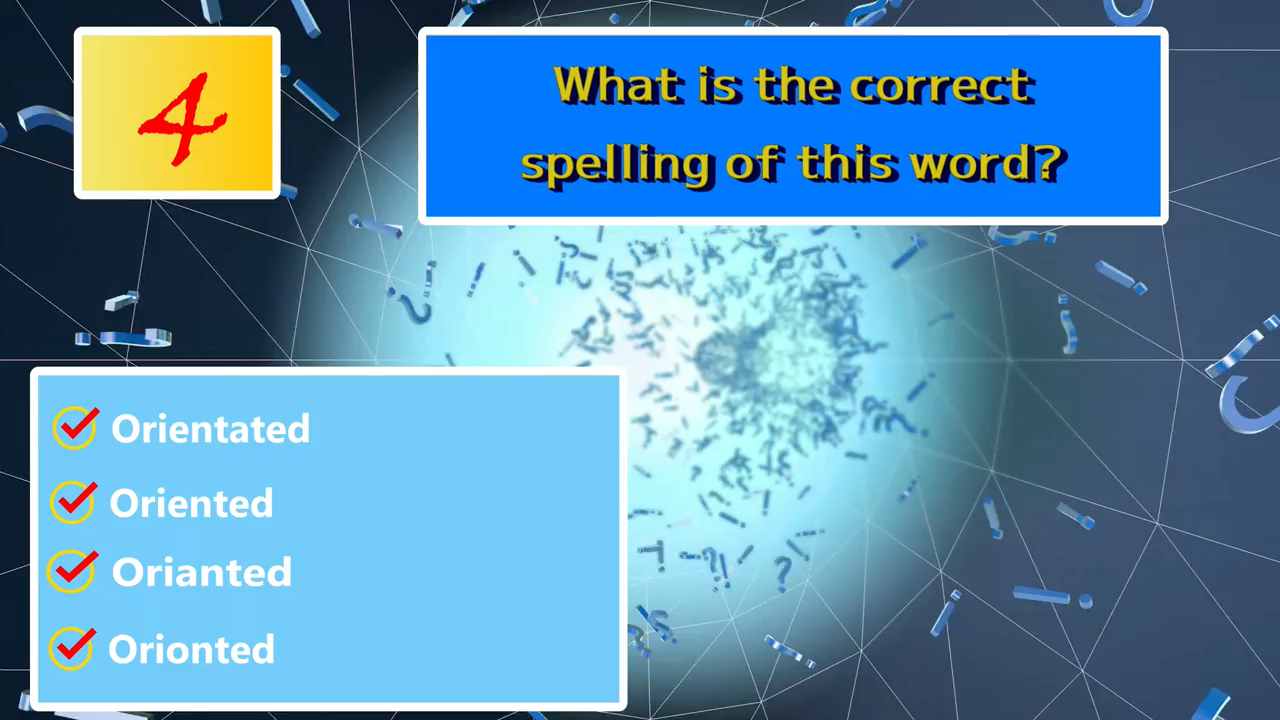 4
What is the correct
spelling of this word?
Orientated
Oriented
Orianted
Orionted